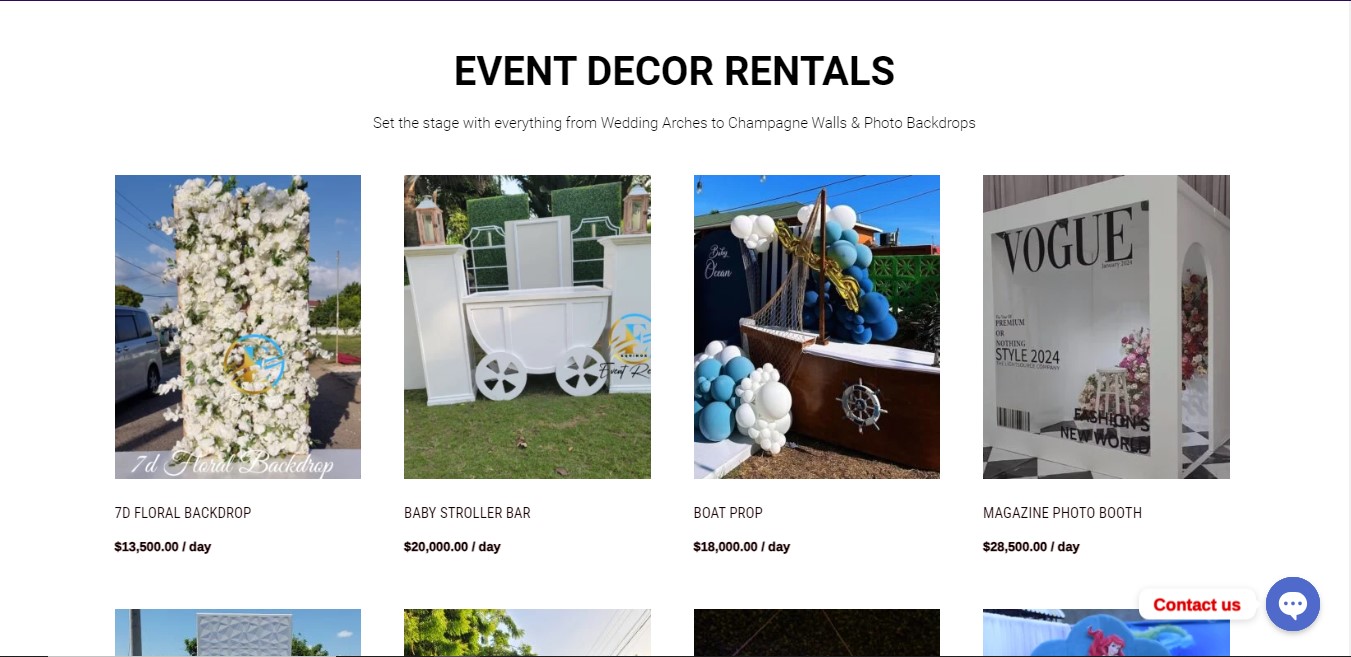 EVENT DECOR RENTALS
Set the stage with everything from Wedding Arches to Champagne Walls & Photo Backdrops
7d Floral Backdrop
Event Re
Baby
Ocean
VOGUE
January 2024
PREMIUM
OR
NOTHING
STYLE 2024
FASHION'S
NEW WORLD
7D FLORAL BACKDROP
BABY STROLLER BAR
BOAT PROP
MAGAZINE PHOTO BOOTH
$13,500.00 / day
$20,000.00 / day
$18,000.00 / day
$28,500.00 / day
Contact us